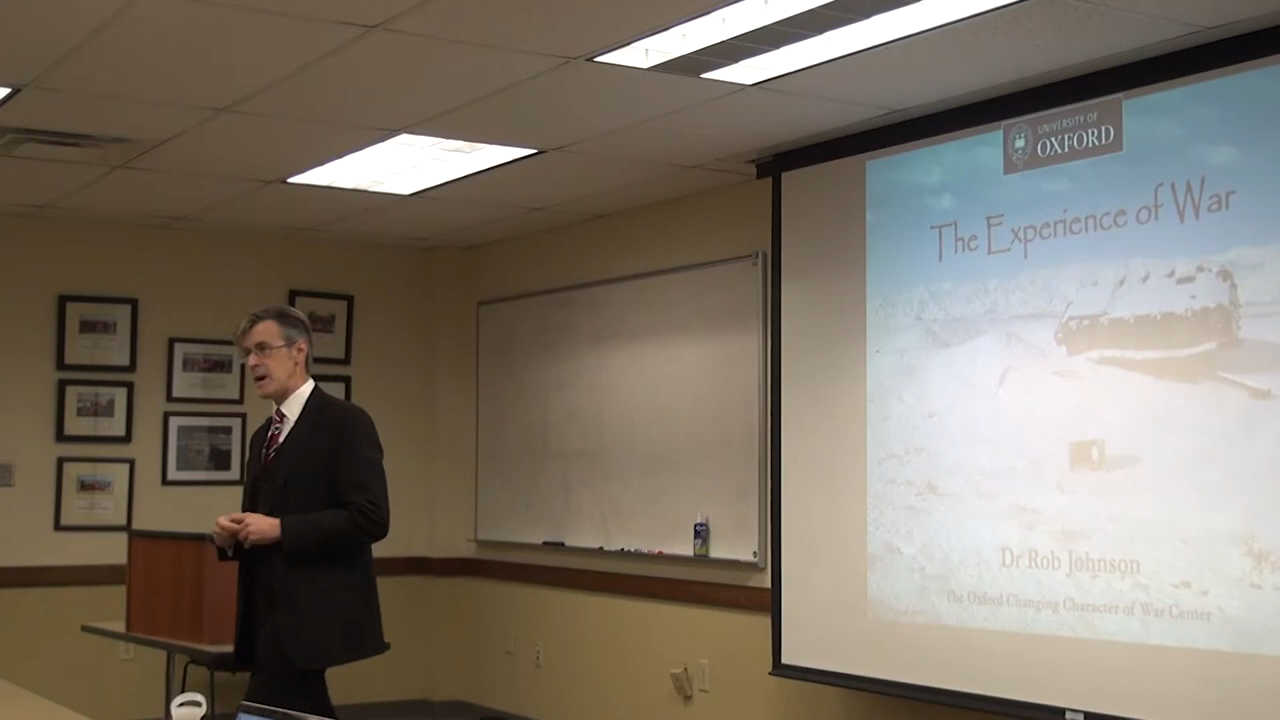 UNIVERSITY OF
OXFORD
The Experience of War
Dr Rob Johnson
The Oxford Changing Character of War Center